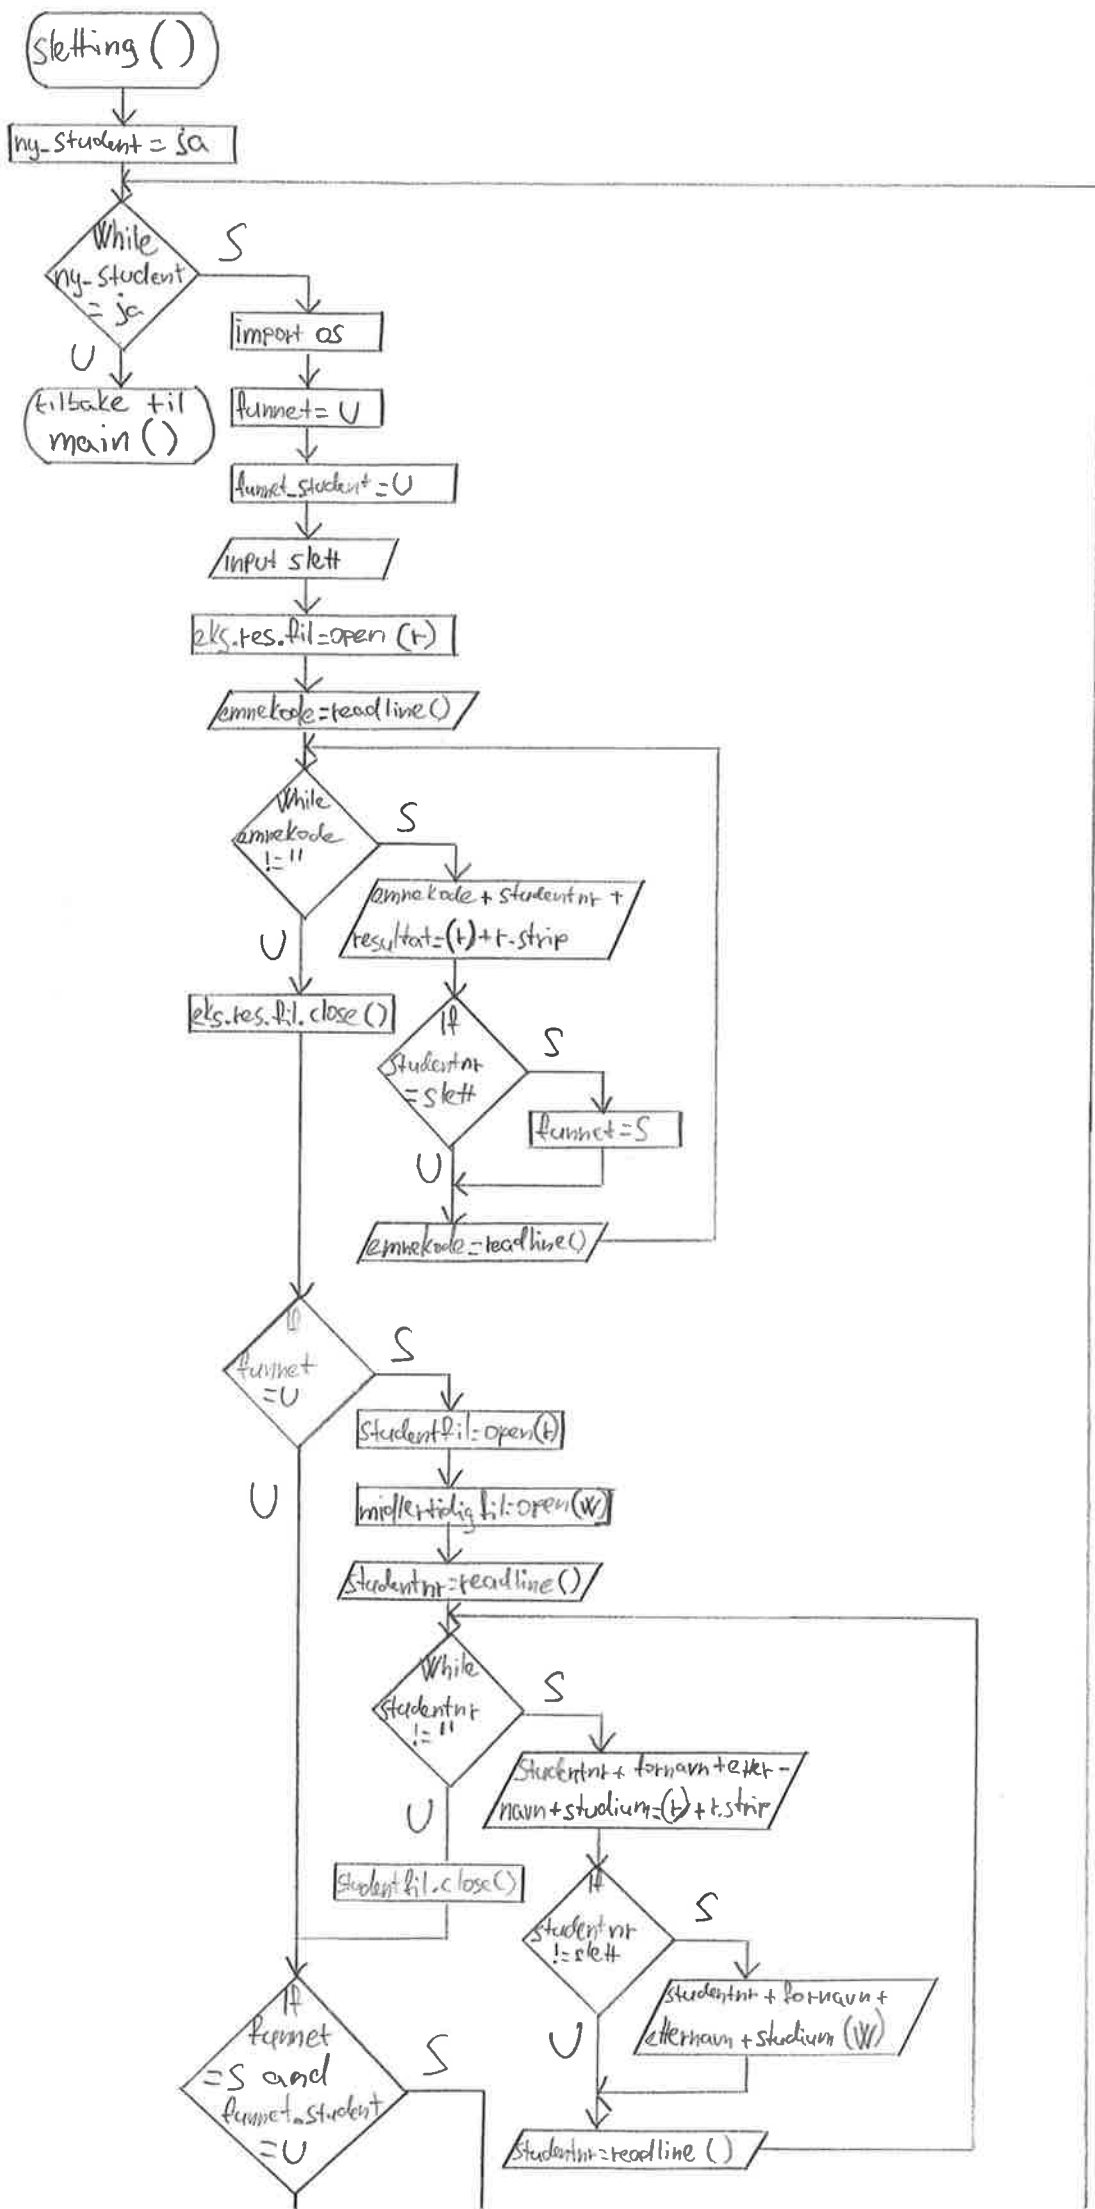 sletting ()
ny_student = ja
While
ny_student
= ja
S
U
tilbake til
main ()
import os
funnet = U
funnet_student = U
input slett
eks.res.fil = open (r)
emnekode = readline ()
While
emnekode
!= ''
S
U
emnekode + studentnr +
resultat = (r) + r.strip
eks.res.fil.close ()
If
studentnr
= slett
S
funnet = S
U
emnekode = readline ()
If
funnet
= U
S
U
studentfil = open (r)
midlertidig fil = open (W)
studentnr = readline ()
While
studentnr
!= ''
S
U
studentnr + fornavn + etter-
navn + studium = (r) + r.strip
studentfil.close ()
If
studentnr
!= slett
S
U
studentnr + fornavn +
etternavn + studium (W)
studentnr = readline ()
If
funnet
= S and
funnet_student
= U
S